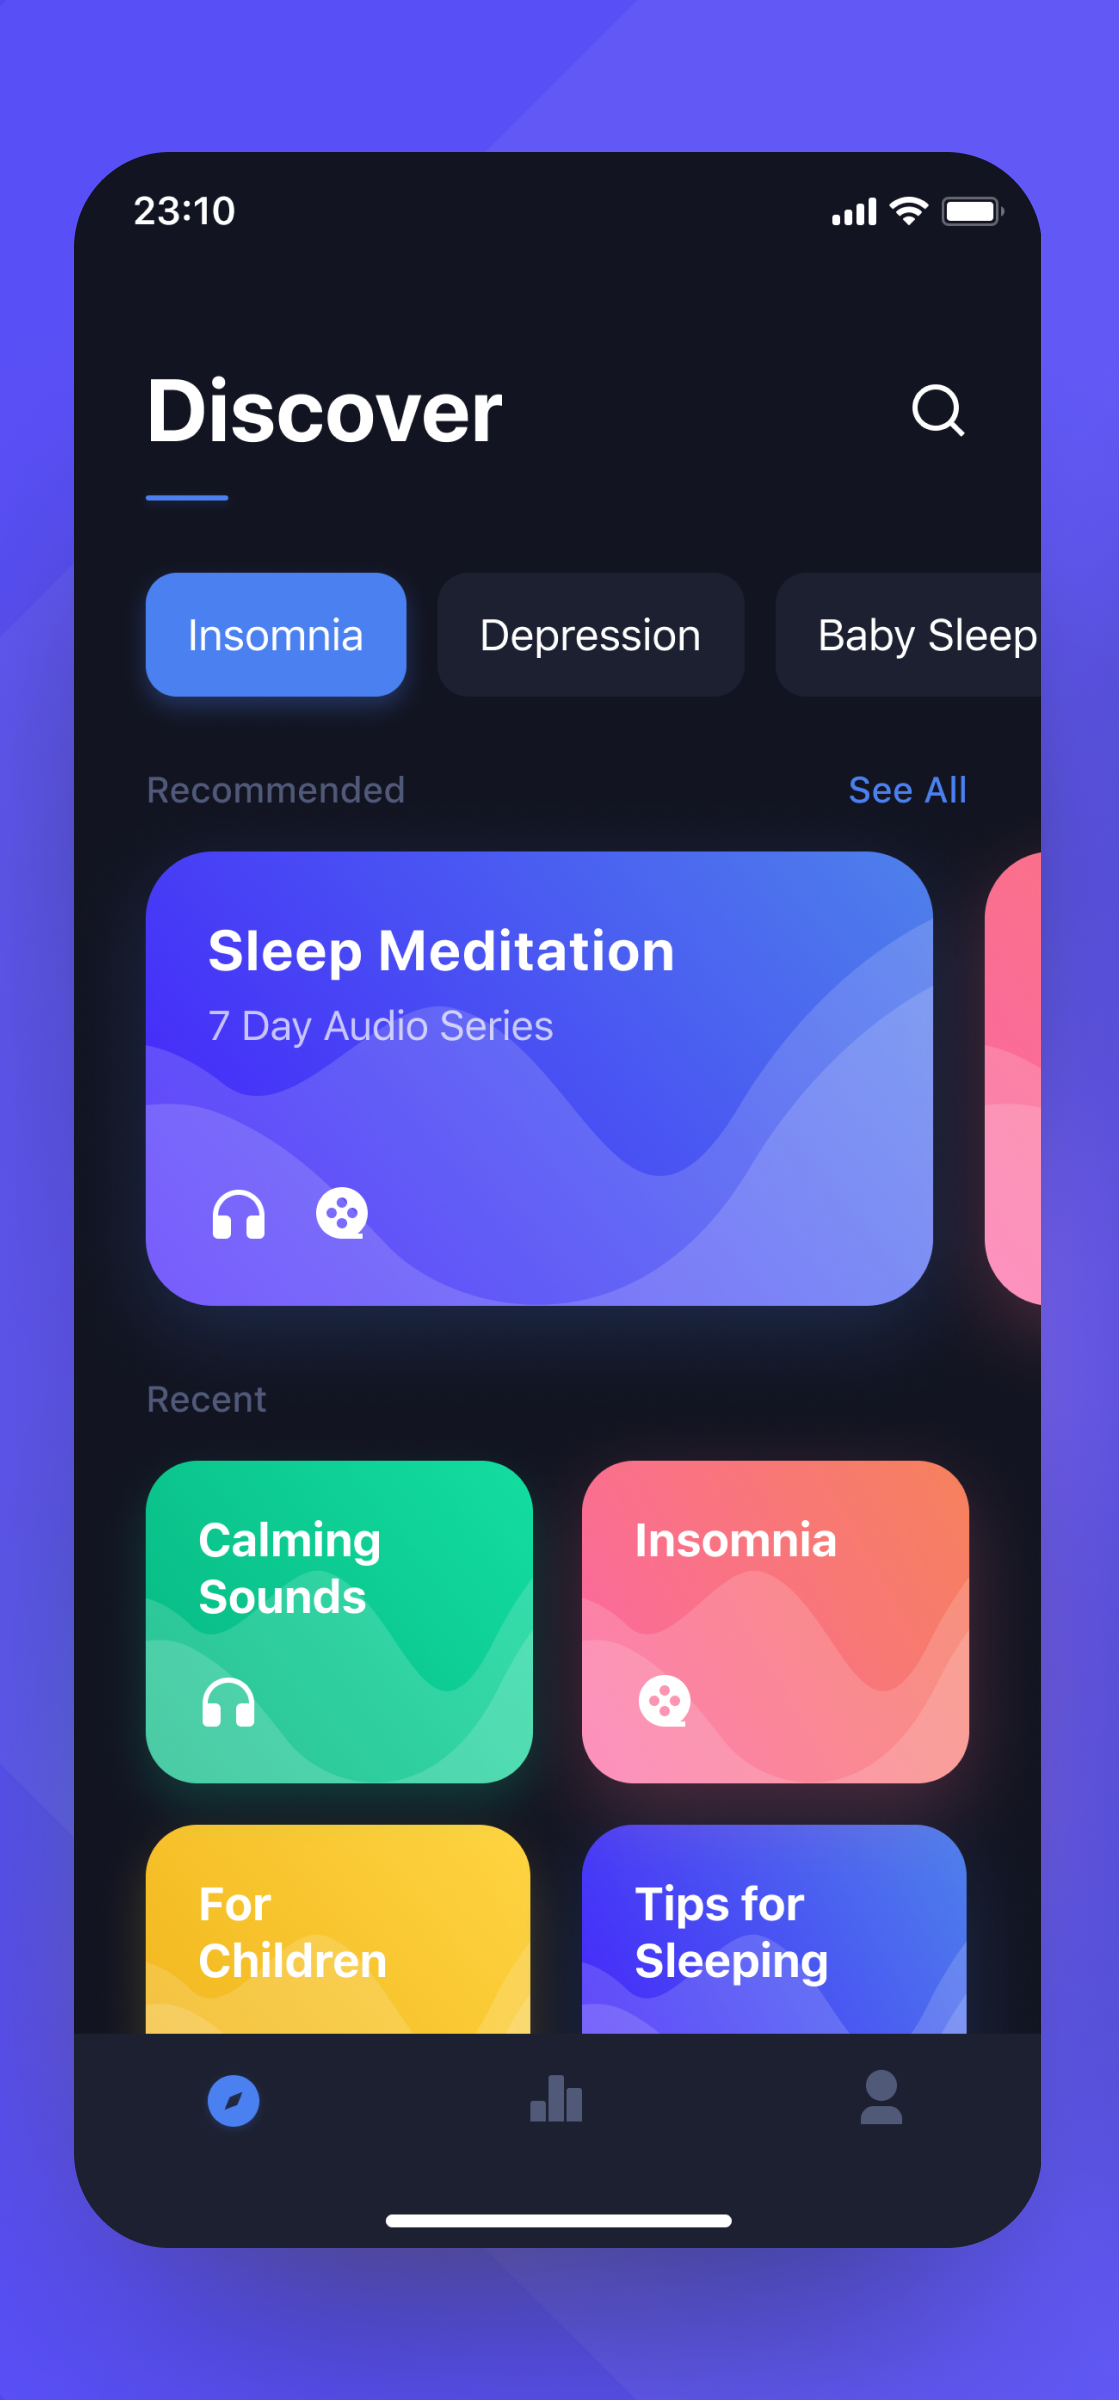 23:10
Discover
Insomnia
Depression
Baby Sleep
Recommended
See All
Sleep Meditation
7 Day Audio Series
Recent
Calming
Sounds
Insomnia
For
Children
Tips for
Sleeping